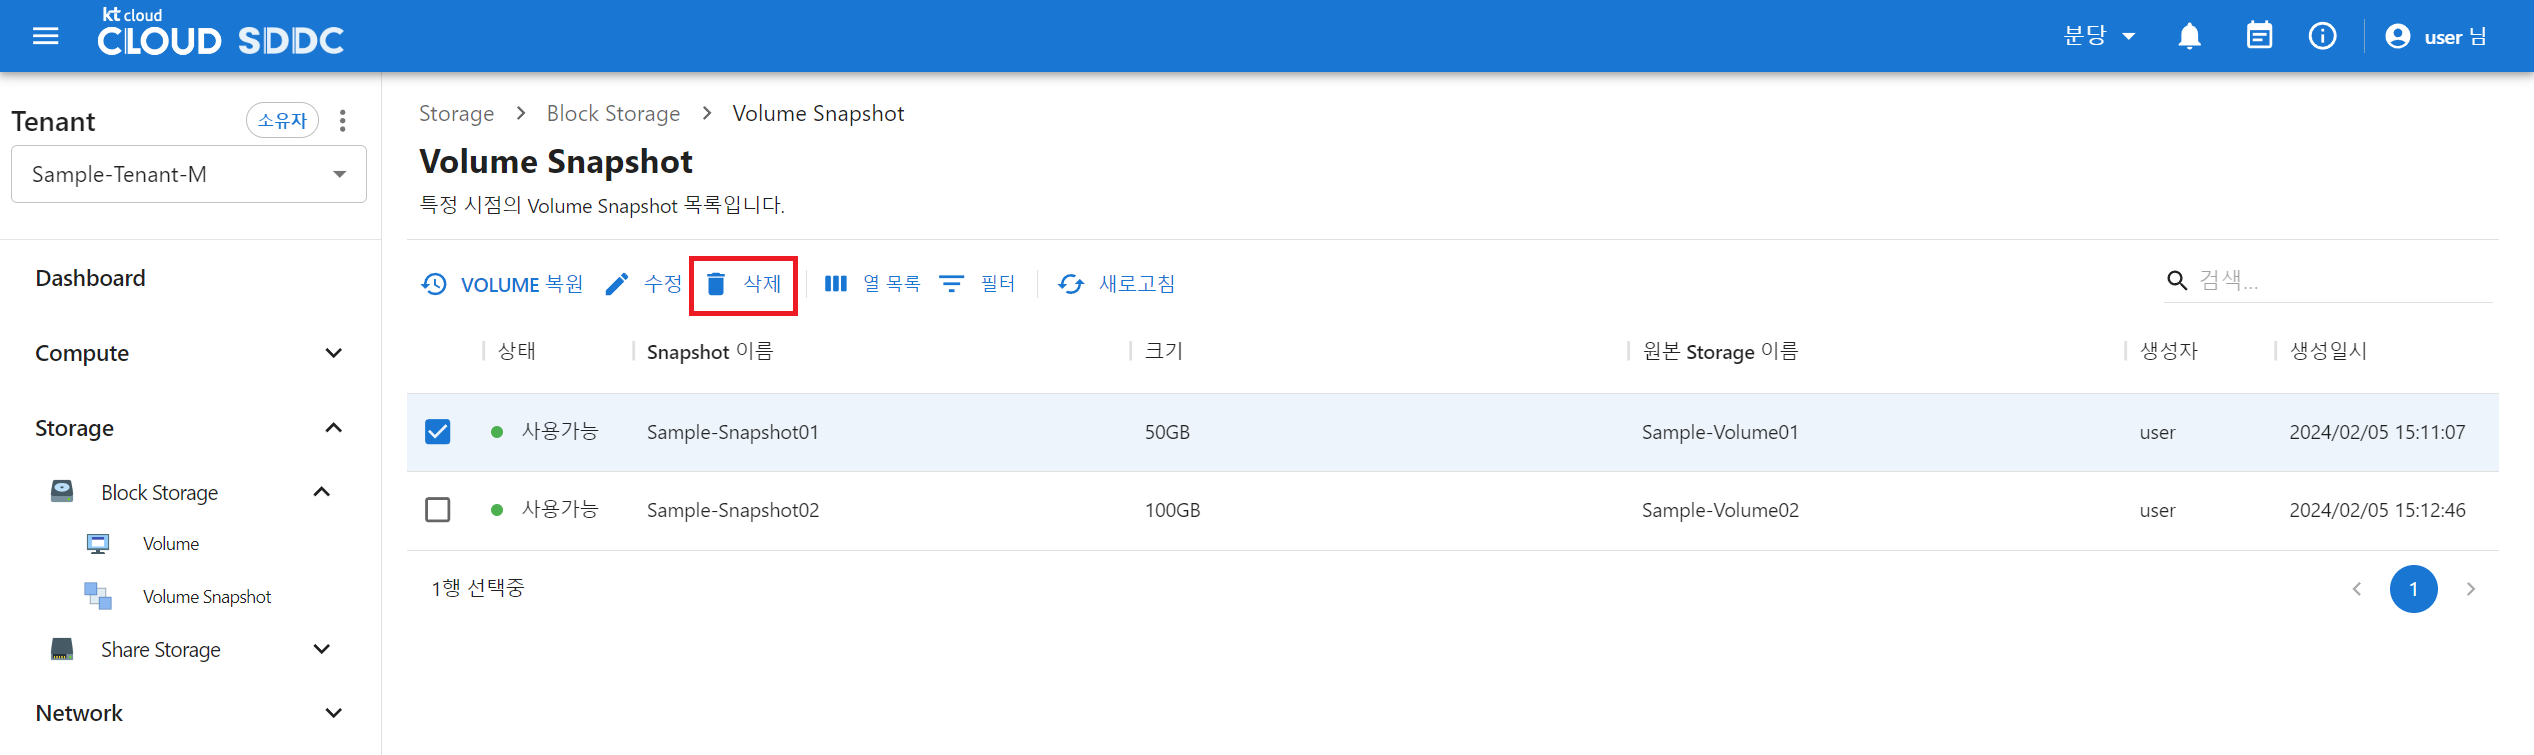 kt cloud
CLOUD SDDC
분당
user 님
Tenant
소유자
Sample-Tenant-M
Dashboard
Compute
Storage
Block Storage
Volume
Volume Snapshot
Share Storage
Network
Storage > Block Storage > Volume Snapshot
Volume Snapshot
특정 시점의 Volume Snapshot 목록입니다.
VOLUME 복원 수정 삭제 열 목록 필터 새로고침
검색...
상태 Snapshot 이름 크기 원본 Storage 이름 생성자 생성일시
사용가능 Sample-Snapshot01 50GB Sample-Volume01 user 2024/02/05 15:11:07
사용가능 Sample-Snapshot02 100GB Sample-Volume02 user 2024/02/05 15:12:46
1행 선택중
1